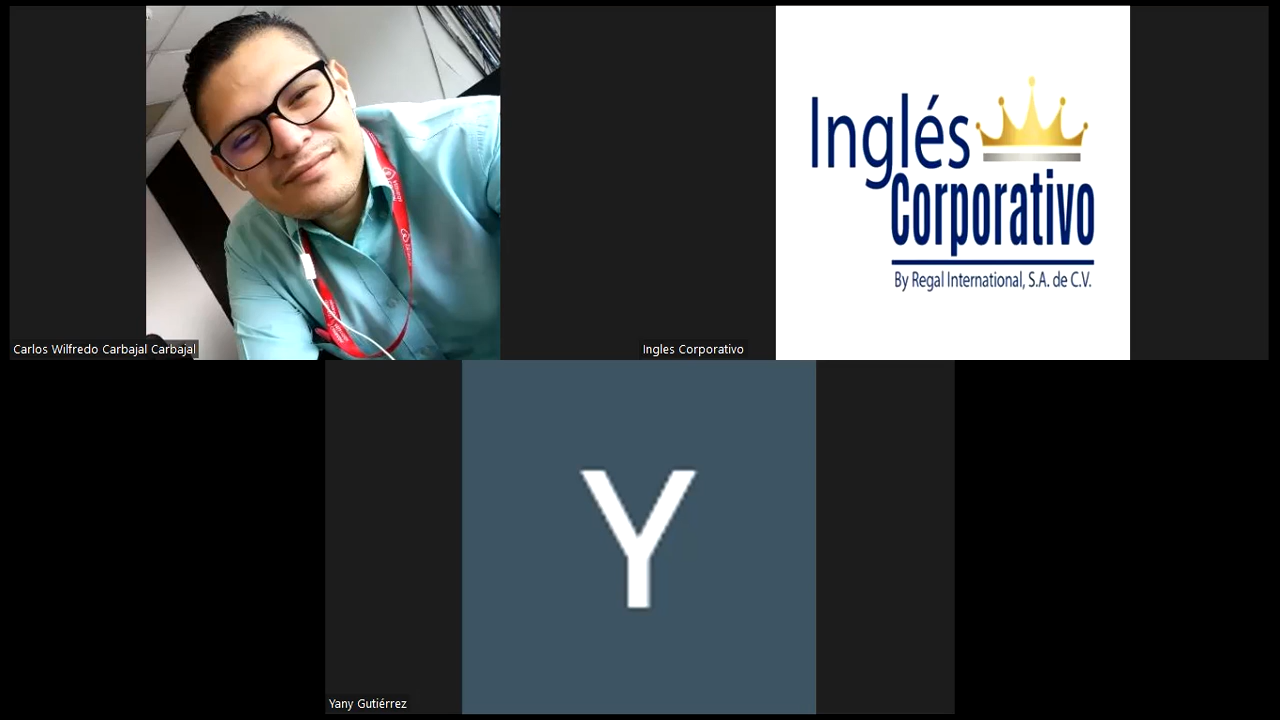 Inglés
Corporativo
By Regal International, S.A. de C.V.
Carlos Wilfredo Carbajal Carbajal
Ingles Corporativo
Y
Yany Gutiérrez